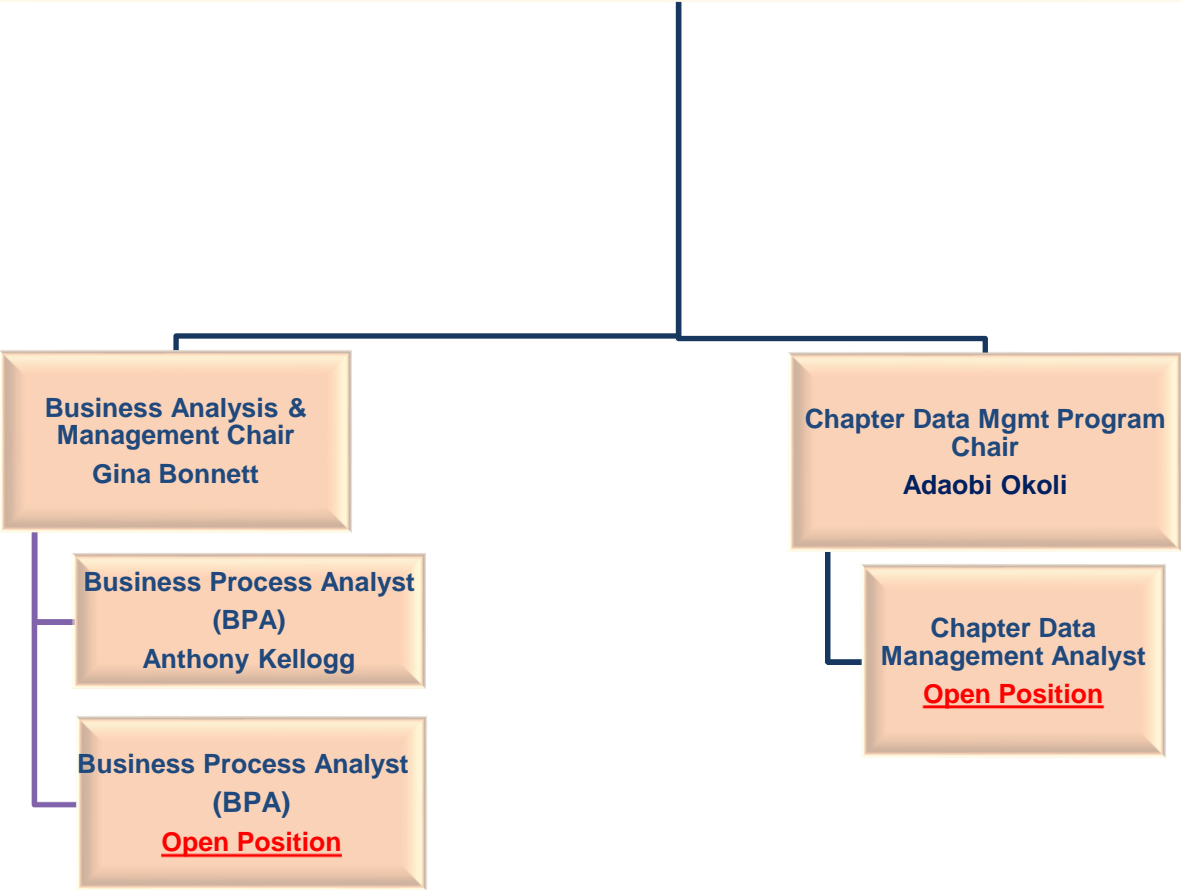 Business Analysis &
Management Chair
Gina Bonnett
Business Process Analyst
(BPA)
Anthony Kellogg
Business Process Analyst
(BPA)
Open Position
Chapter Data Mgmt Program
Chair
Adaobi Okoli
Chapter Data
Management Analyst
Open Position